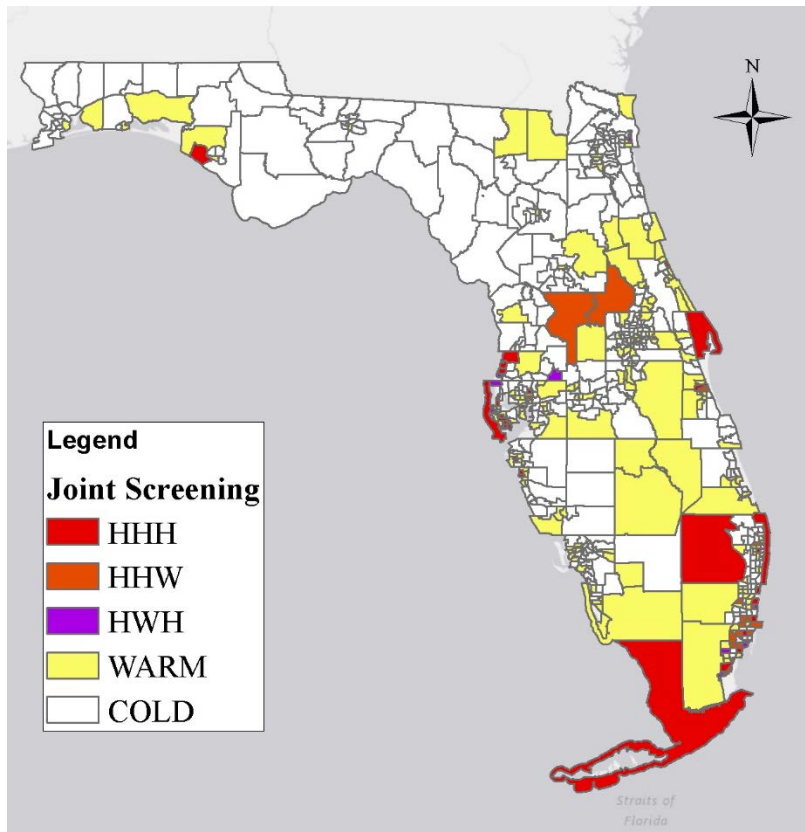 N
Legend
Joint Screening
HHH
HHW
HWH
WARM
COLD
Straits of
Florida